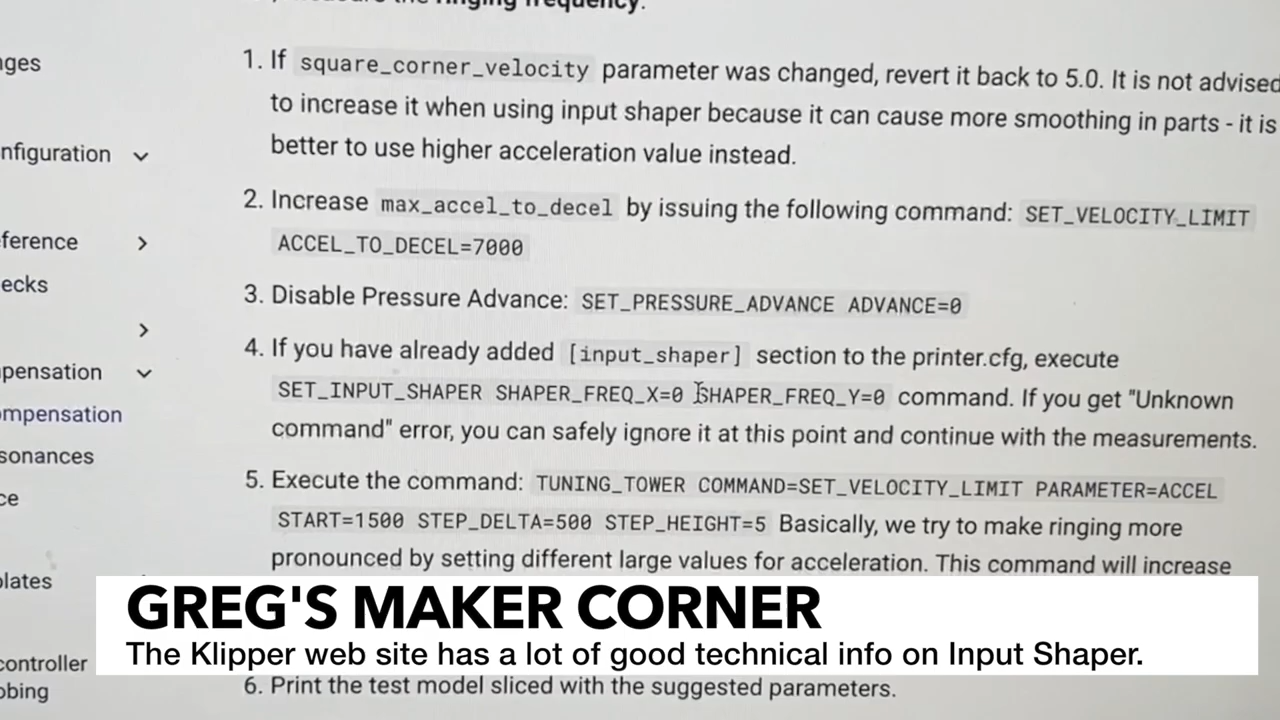 ringing frequency.
1. If square_corner_velocity parameter was changed, revert it back to 5.0. It is not advised
to increase it when using input shaper because it can cause more smoothing in parts - it is
better to use higher acceleration value instead.
2. Increase max_accel_to_decel by issuing the following command: SET_VELOCITY_LIMIT
ACCEL_TO_DECEL=7000
3. Disable Pressure Advance: SET_PRESSURE_ADVANCE ADVANCE=0
4. If you have already added [input_shaper] section to the printer.cfg, execute
SET_INPUT_SHAPER SHAPER_FREQ_X=0 SHAPER_FREQ_Y=0 command. If you get "Unknown
command" error, you can safely ignore it at this point and continue with the measurements.
5. Execute the command: TUNING_TOWER COMMAND=SET_VELOCITY_LIMIT PARAMETER=ACCEL
START=1500 STEP_DELTA=500 STEP_HEIGHT=5 Basically, we try to make ringing more
pronounced by setting different large values for acceleration. This command will increase
GREG'S MAKER CORNER
The Klipper web site has a lot of good technical info on Input Shaper.
6. Print the test model sliced with the suggested parameters.
nges
nfiguration
ference
ecks
pensation
ompensation
sonances
ce
plates
controller
obing